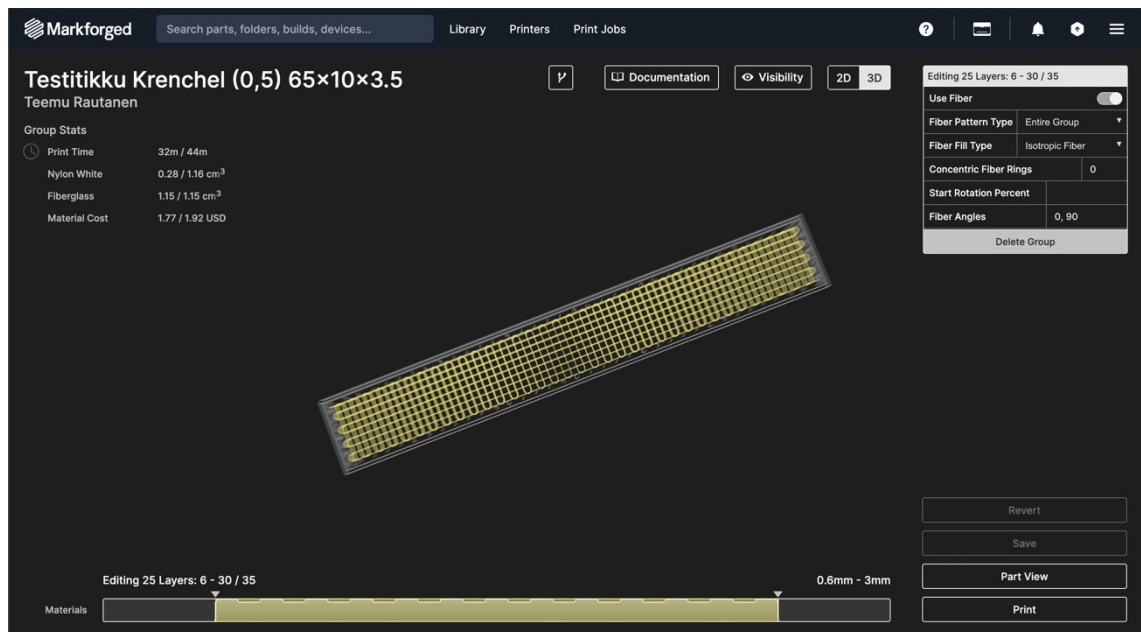 Markforged
Search parts, folders, builds, devices...
Library
Printers
Print Jobs
Testitikku Krenchel (0,5) 65×10×3.5
Teemu Rautanen
Documentation
Visibility
2D 3D
Group Stats
Print Time 32m / 44m
Nylon White 0.28 / 1.16 cm³
Fiberglass 1.15 / 1.15 cm³
Material Cost 1.77 / 1.92 USD
Editing 25 Layers: 6 - 30 / 35
Use Fiber
Fiber Pattern Type Entire Group
Fiber Fill Type Isotropic Fiber
Concentric Fiber Rings 0
Start Rotation Percent
Fiber Angles 0, 90
Delete Group
Revert
Save
Part View
Print
Editing 25 Layers: 6 - 30 / 35
0.6mm - 3mm
Materials